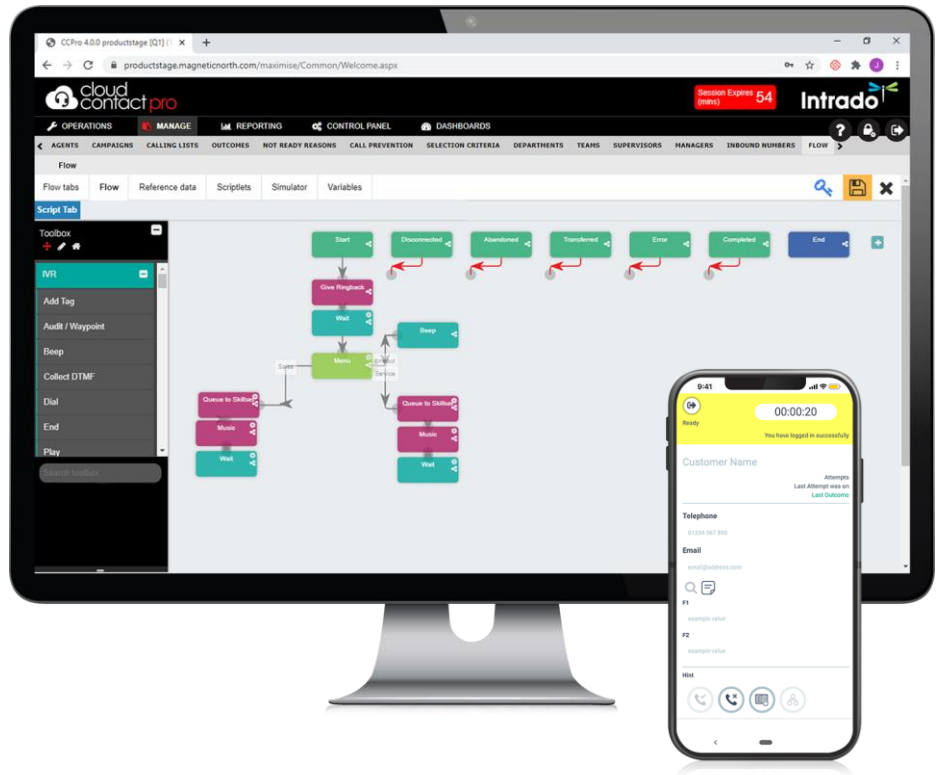 CCPro 4.0.0 productstage [Q1] (
productstage.magneticnorth.com/maximise/Common/Welcome.aspx
J
cloud
contact pro
Session Expires 54
(mins)
Intrado
OPERATIONS MANAGE REPORTING CONTROL PANEL DASHBOARDS
?
AGENTS CAMPAIGNS CALLING LISTS OUTCOMES NOT READY REASONS CALL PREVENTION SELECTION CRITERIA DEPARTMENTS TEAMS SUPERVISORS MANAGERS INBOUND NUMBERS FLOW
Flow
Flow tabs Flow Reference data Scriptlets Simulator Variables
Script Tab
Toolbox
IVR
Add Tag
Audit / Waypoint
Beep
Collect DTMF
Dial
End
Play
Search toolbox
Start Disconnected Abandoned Transferred Error Completed End
Give Ringback
Wait
Beep
Menu
Sales
Service
Queue to Skillset
Music
Wait
Queue to Skillset
Music
Wait
9:41
00:00:20
Ready
You have logged in successfully
Customer Name
Attempts
Last Attempt was on
Last Outcome
Telephone
01234 567 890
Email
email@address.com
F1
example value
F2
example value
Hint